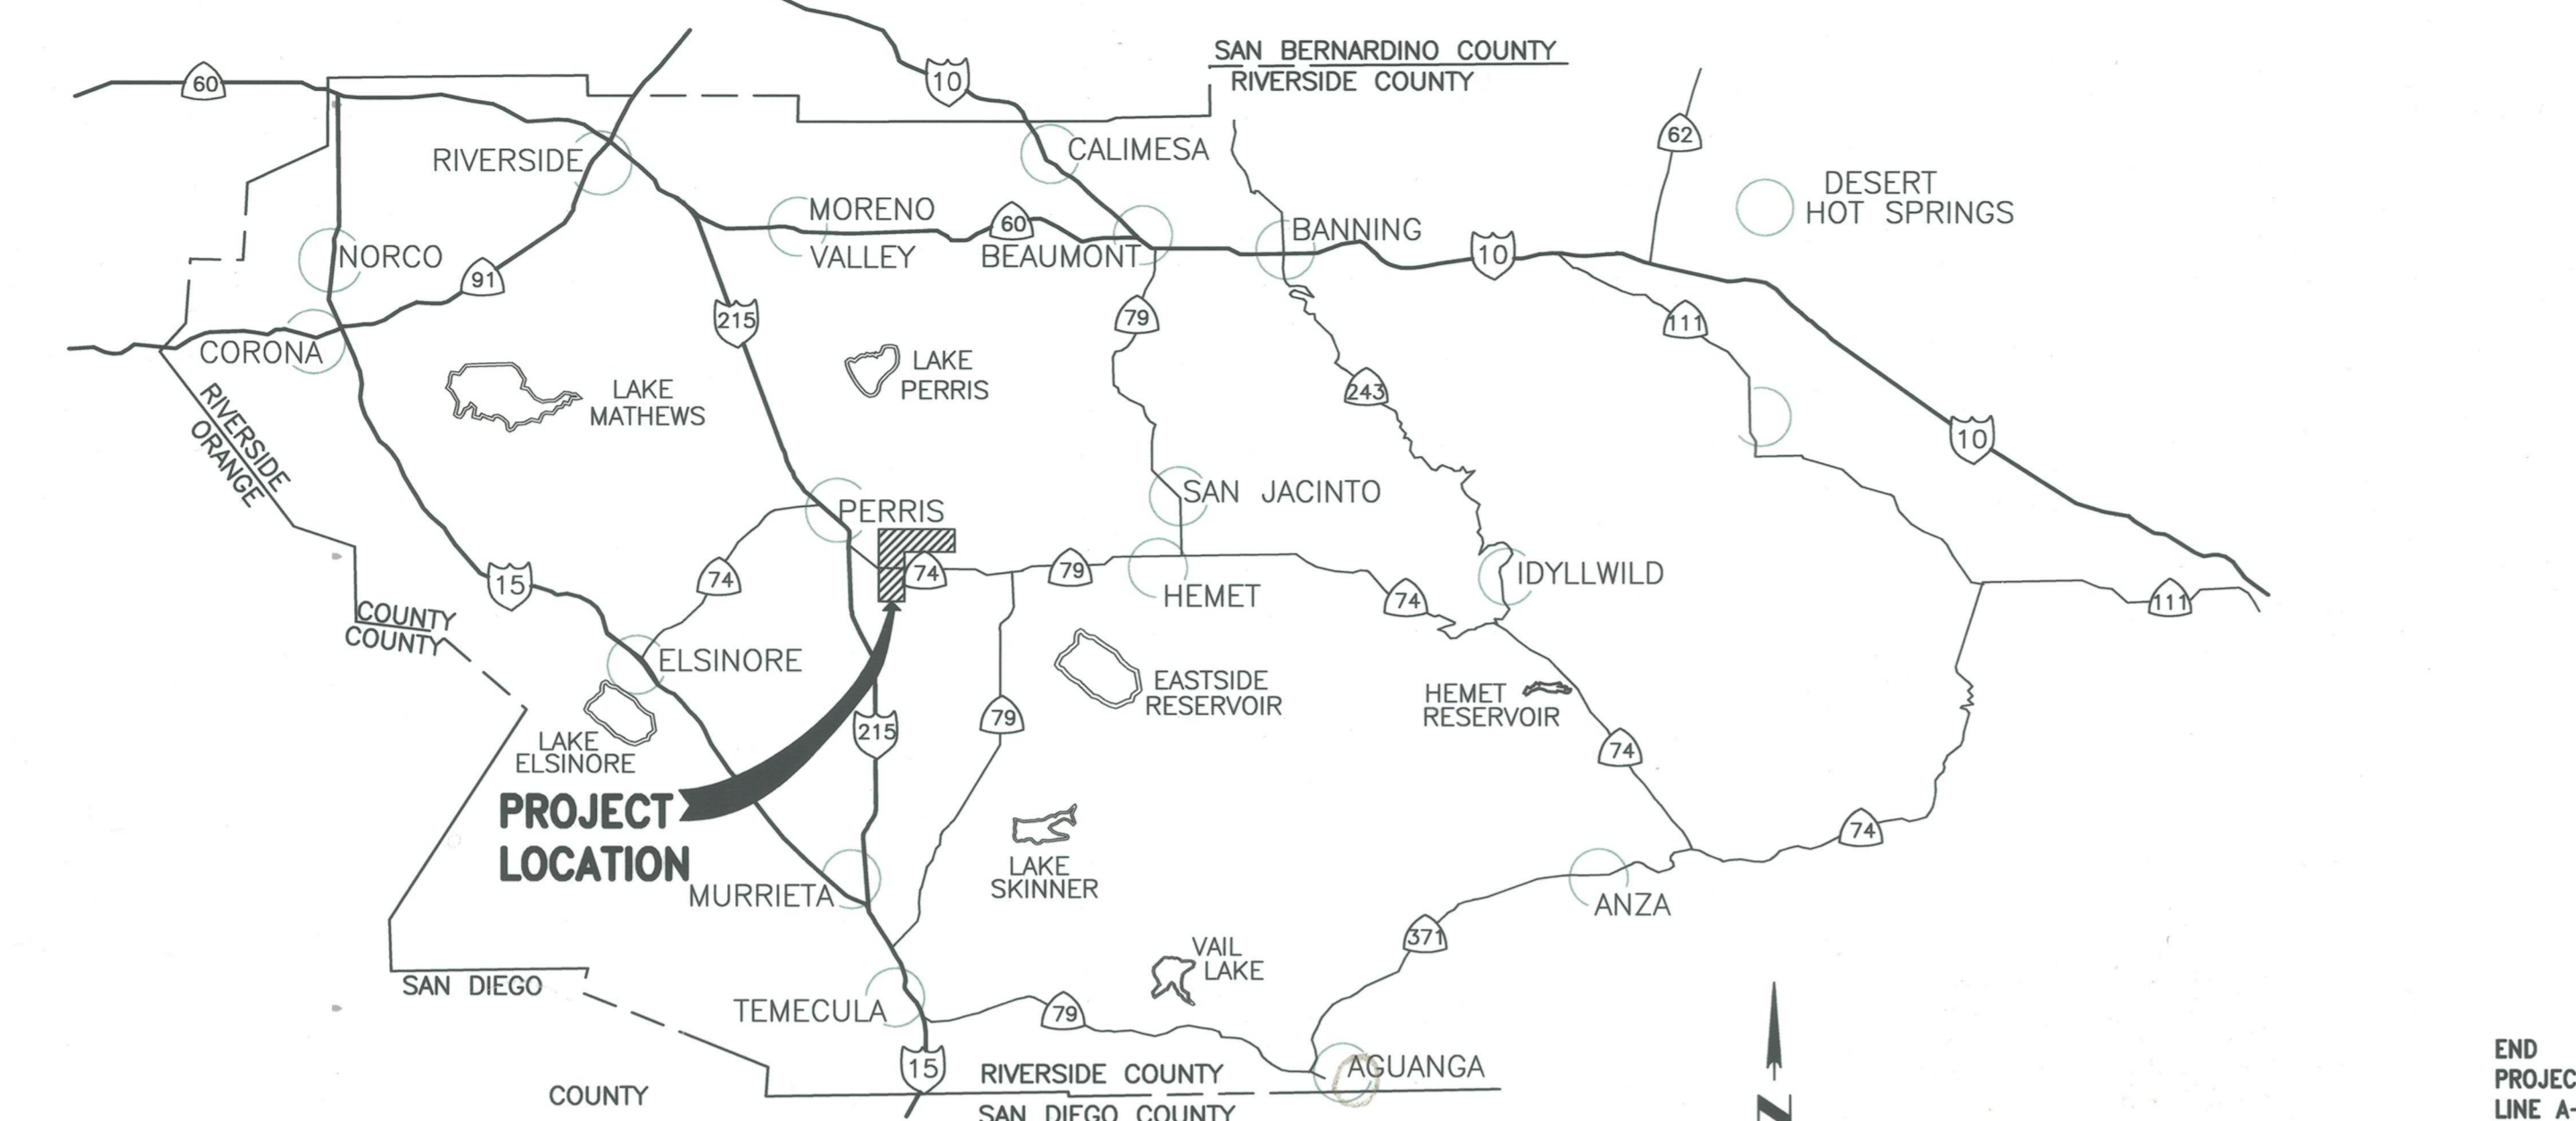 SAN BERNARDINO COUNTY
RIVERSIDE COUNTY
60
10
62
RIVERSIDE
CALIMESA
DESERT
HOT SPRINGS
MORENO
VALLEY
60
BEAUMONT
BANNING
10
NORCO
91
215
79
111
CORONA
LAKE
MATHEWS
LAKE
PERRIS
243
10
RIVERSIDE
ORANGE
PERRIS
SAN JACINTO
15
74
74
79
HEMET
74
IDYLLWILD
111
COUNTY
COUNTY
ELSINORE
EASTSIDE
RESERVOIR
HEMET
RESERVOIR
LAKE
ELSINORE
215
79
74
PROJECT
LOCATION
LAKE
SKINNER
74
MURRIETA
ANZA
371
VAIL
LAKE
SAN DIEGO
TEMECULA
79
15
RIVERSIDE COUNTY
AGUANGA
COUNTY
SAN DIEGO COUNTY
N
END
PROJEC
LINE A-